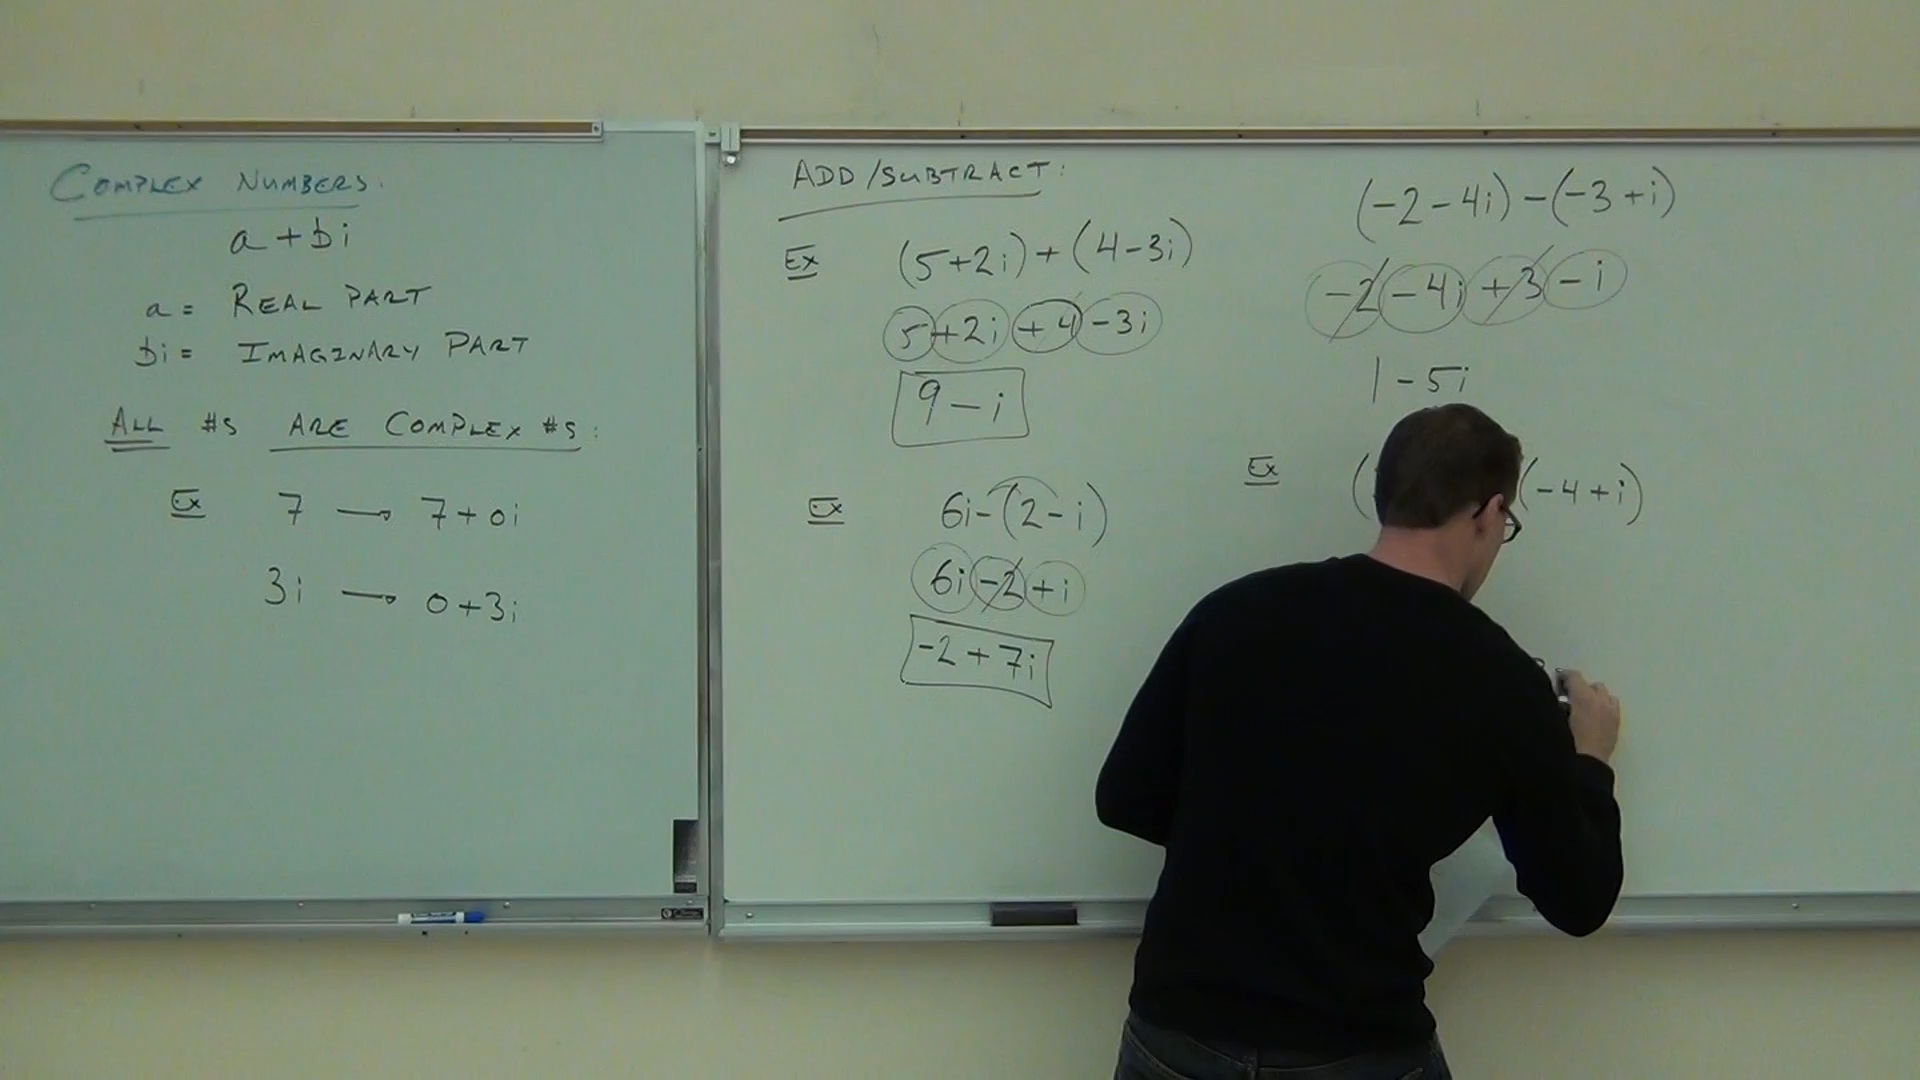 COMPLEX NUMBERS:
a + bi
a = REAL PART
bi = IMAGINARY PART
ALL #S ARE COMPLEX #S:
Ex 7 → 7 + 0i
3i → 0 + 3i
ADD/SUBTRACT:
Ex (5+2i) + (4-3i)
5 +2i +4 -3i
9 - i
Ex 6i - (2 - i)
6i -2 + i
-2 + 7i
(-2 - 4i) - (-3 + i)
-2 -4i +3 -i
1 - 5i
Ex ( (-4 + i)